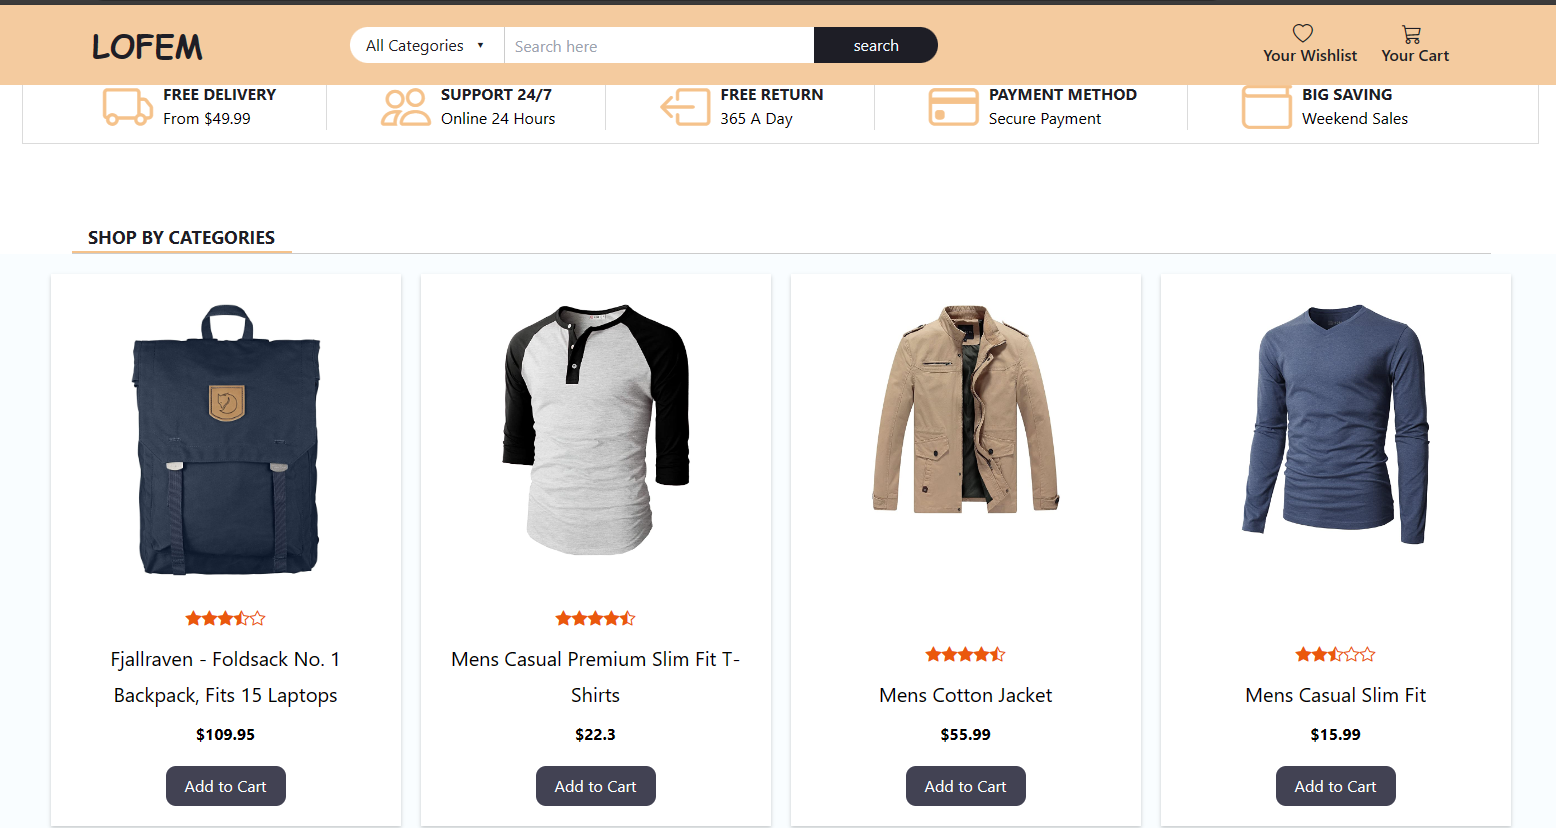 LOFEM
All Categories
Search here
search
Your Wishlist
Your Cart
FREE DELIVERY
From $49.99
SUPPORT 24/7
Online 24 Hours
FREE RETURN
365 A Day
PAYMENT METHOD
Secure Payment
BIG SAVING
Weekend Sales
SHOP BY CATEGORIES
Fjallraven - Foldsack No. 1
Backpack, Fits 15 Laptops
$109.95
Add to Cart
Mens Casual Premium Slim Fit T-
Shirts
$22.3
Add to Cart
Mens Cotton Jacket
$55.99
Add to Cart
Mens Casual Slim Fit
$15.99
Add to Cart